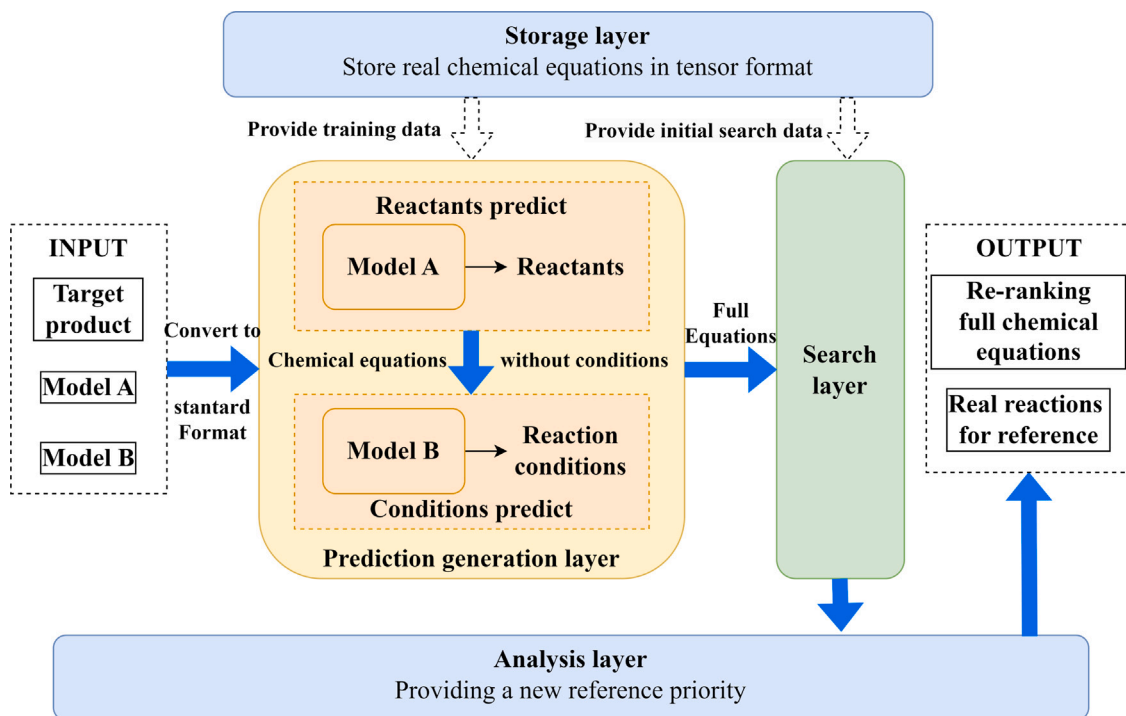 Storage layer
Store real chemical equations in tensor format
Provide training data
Provide initial search data
INPUT
Target
product
Model A
Model B
Convert to
stantard
Format
Reactants predict
Model A
Reactants
Chemical equations
without conditions
Model B
Reaction
conditions
Conditions predict
Prediction generation layer
Full
Equations
Search
layer
OUTPUT
Re-ranking
full chemical
equations
Real reactions
for reference
Analysis layer
Providing a new reference priority